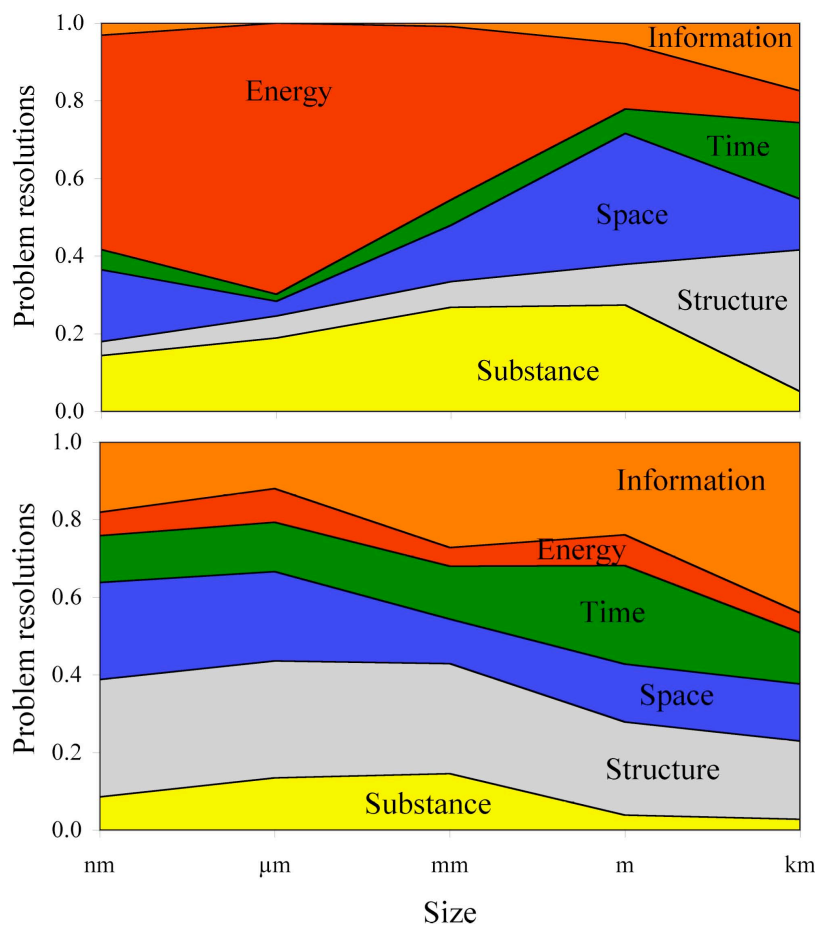 Problem resolutions
1.0
0.8
0.6
0.4
0.2
0.0
Information
Energy
Time
Space
Structure
Substance
Problem resolutions
1.0
0.8
0.6
0.4
0.2
0.0
Information
Energy
Time
Space
Structure
Substance
nm µm mm m km
Size